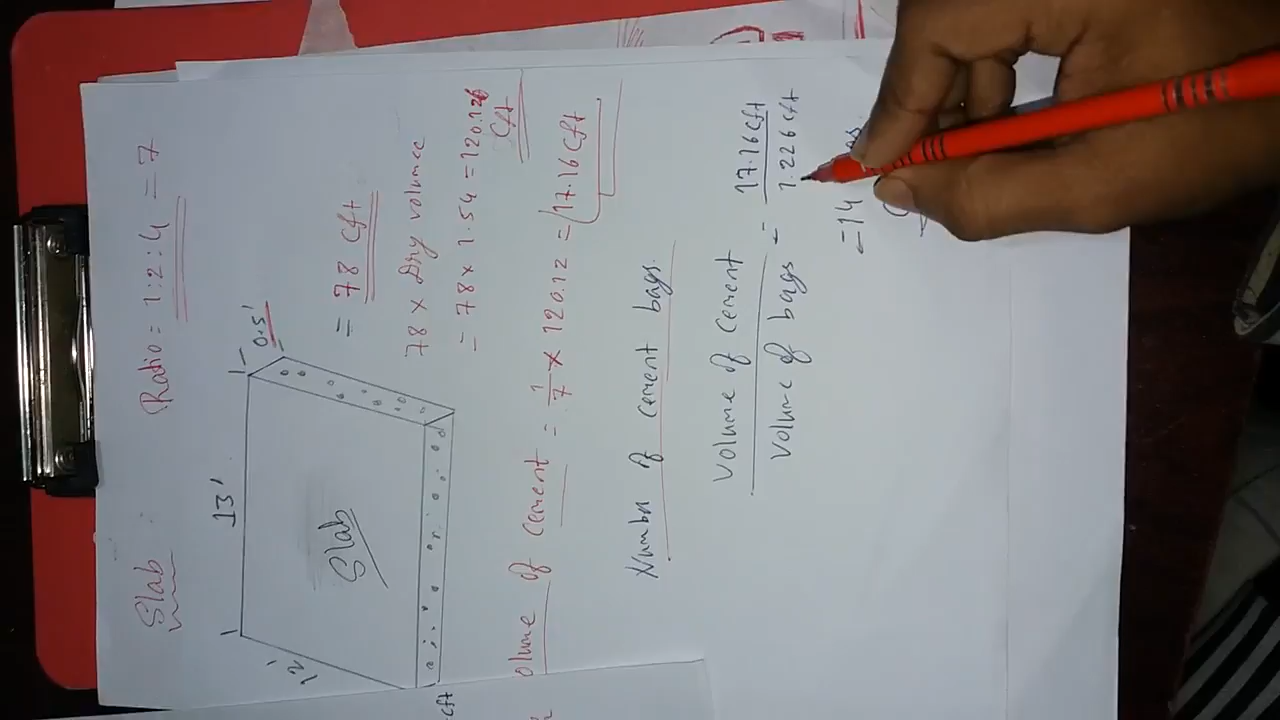 Slab Ratio = 1:2:4 = 7
13'
0.5'
12'
Slab
= 78 cft
78 x Dry volume
= 78 x 1.54 = 120.12
cft
olume of cement = 1/7 x 120.12 = 17.16 cft
Number of cement bags.
Volume of cement / Volume of bags = 17.16 cft / 1.226 cft
= 14
cft